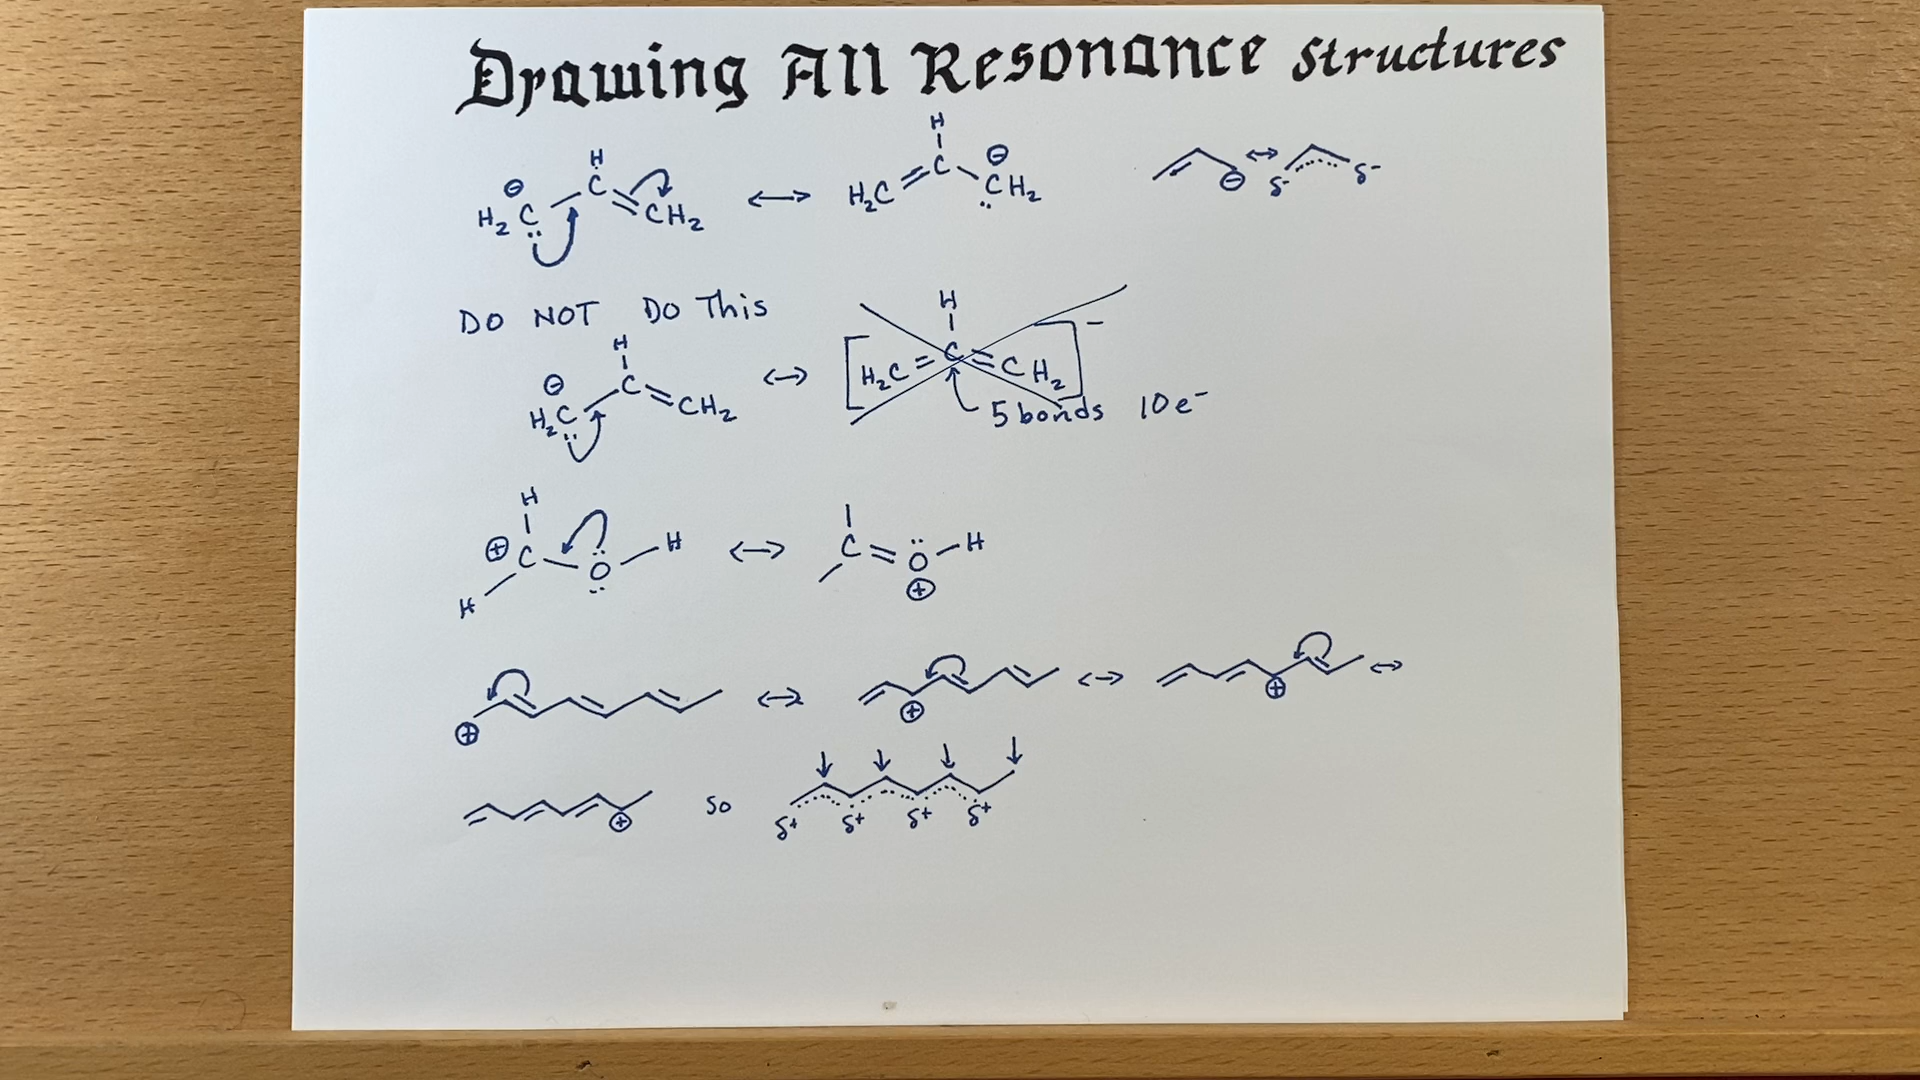 Drawing All Resonance Structures
H H
⊖ C ⊖
H₂C̤ C CH₂ ↔ H₂C C̤H₂ ⊖ ↔ δ- δ-
DO NOT Do This
H H
⊖ C ↔ [H₂C=C=CH₂]-
H₂C̤ CH₂ 5 bonds 10e-
H
⊕ C Ö H ↔ C=Ö H
H ⊕
⊕ ↔ ⊕ ↔ ⊕ ↔
⊕ so δ+ δ+ δ+ δ+